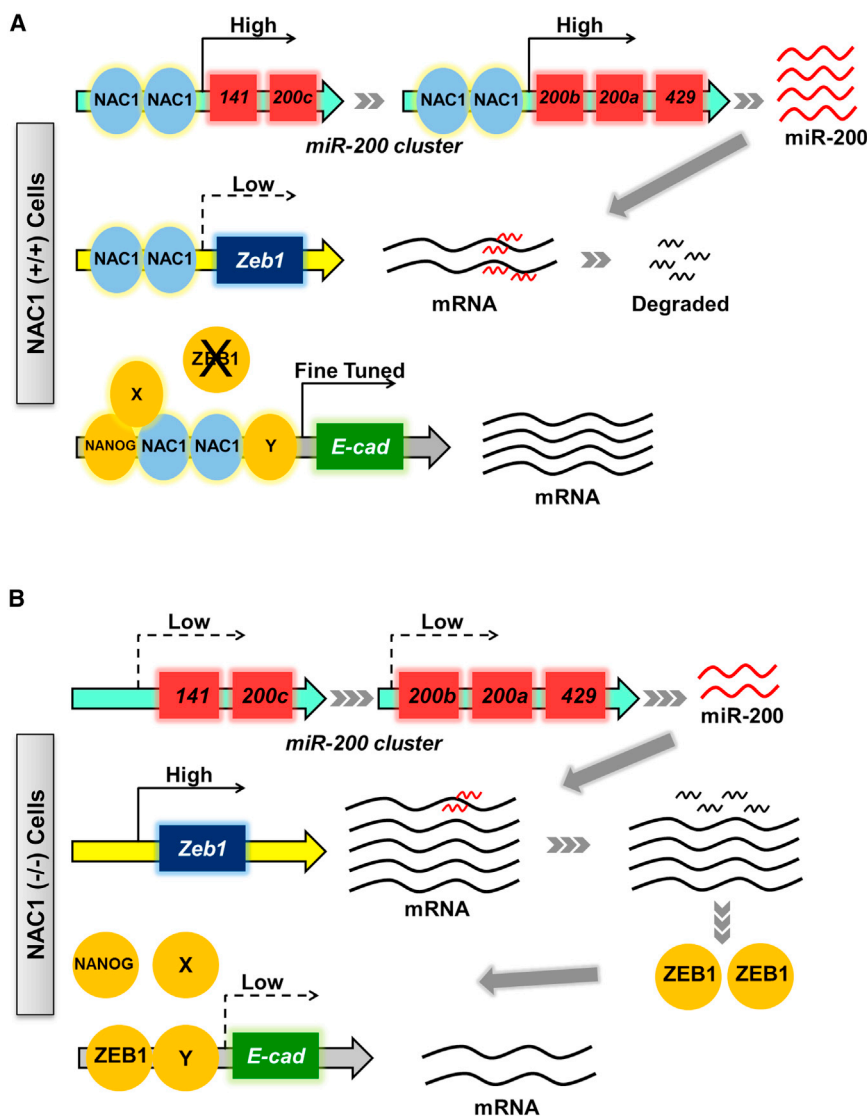 A
NAC1 (+/+) Cells
High
High
NAC1 NAC1 141 200c
NAC1 NAC1 200b 200a 429
miR-200 cluster
miR-200
Low
NAC1 NAC1 Zeb1
mRNA
Degraded
ZEB1
X
Fine Tuned
X
NANOG NAC1 NAC1 Y E-cad
mRNA
B
NAC1 (-/-) Cells
Low
Low
141 200c
200b 200a 429
miR-200 cluster
miR-200
High
Zeb1
mRNA
NANOG X
ZEB1 ZEB1
Low
ZEB1 Y E-cad
mRNA